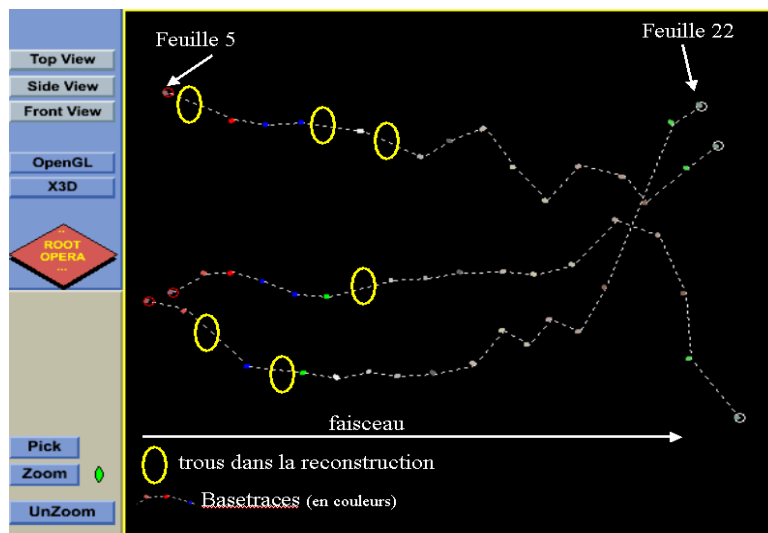 Top View
Side View
Front View
OpenGL
X3D
..
ROOT
OPERA
...
Pick
Zoom
UnZoom
Feuille 5
Feuille 22
faisceau
trous dans la reconstruction
Basetraces (en couleurs)